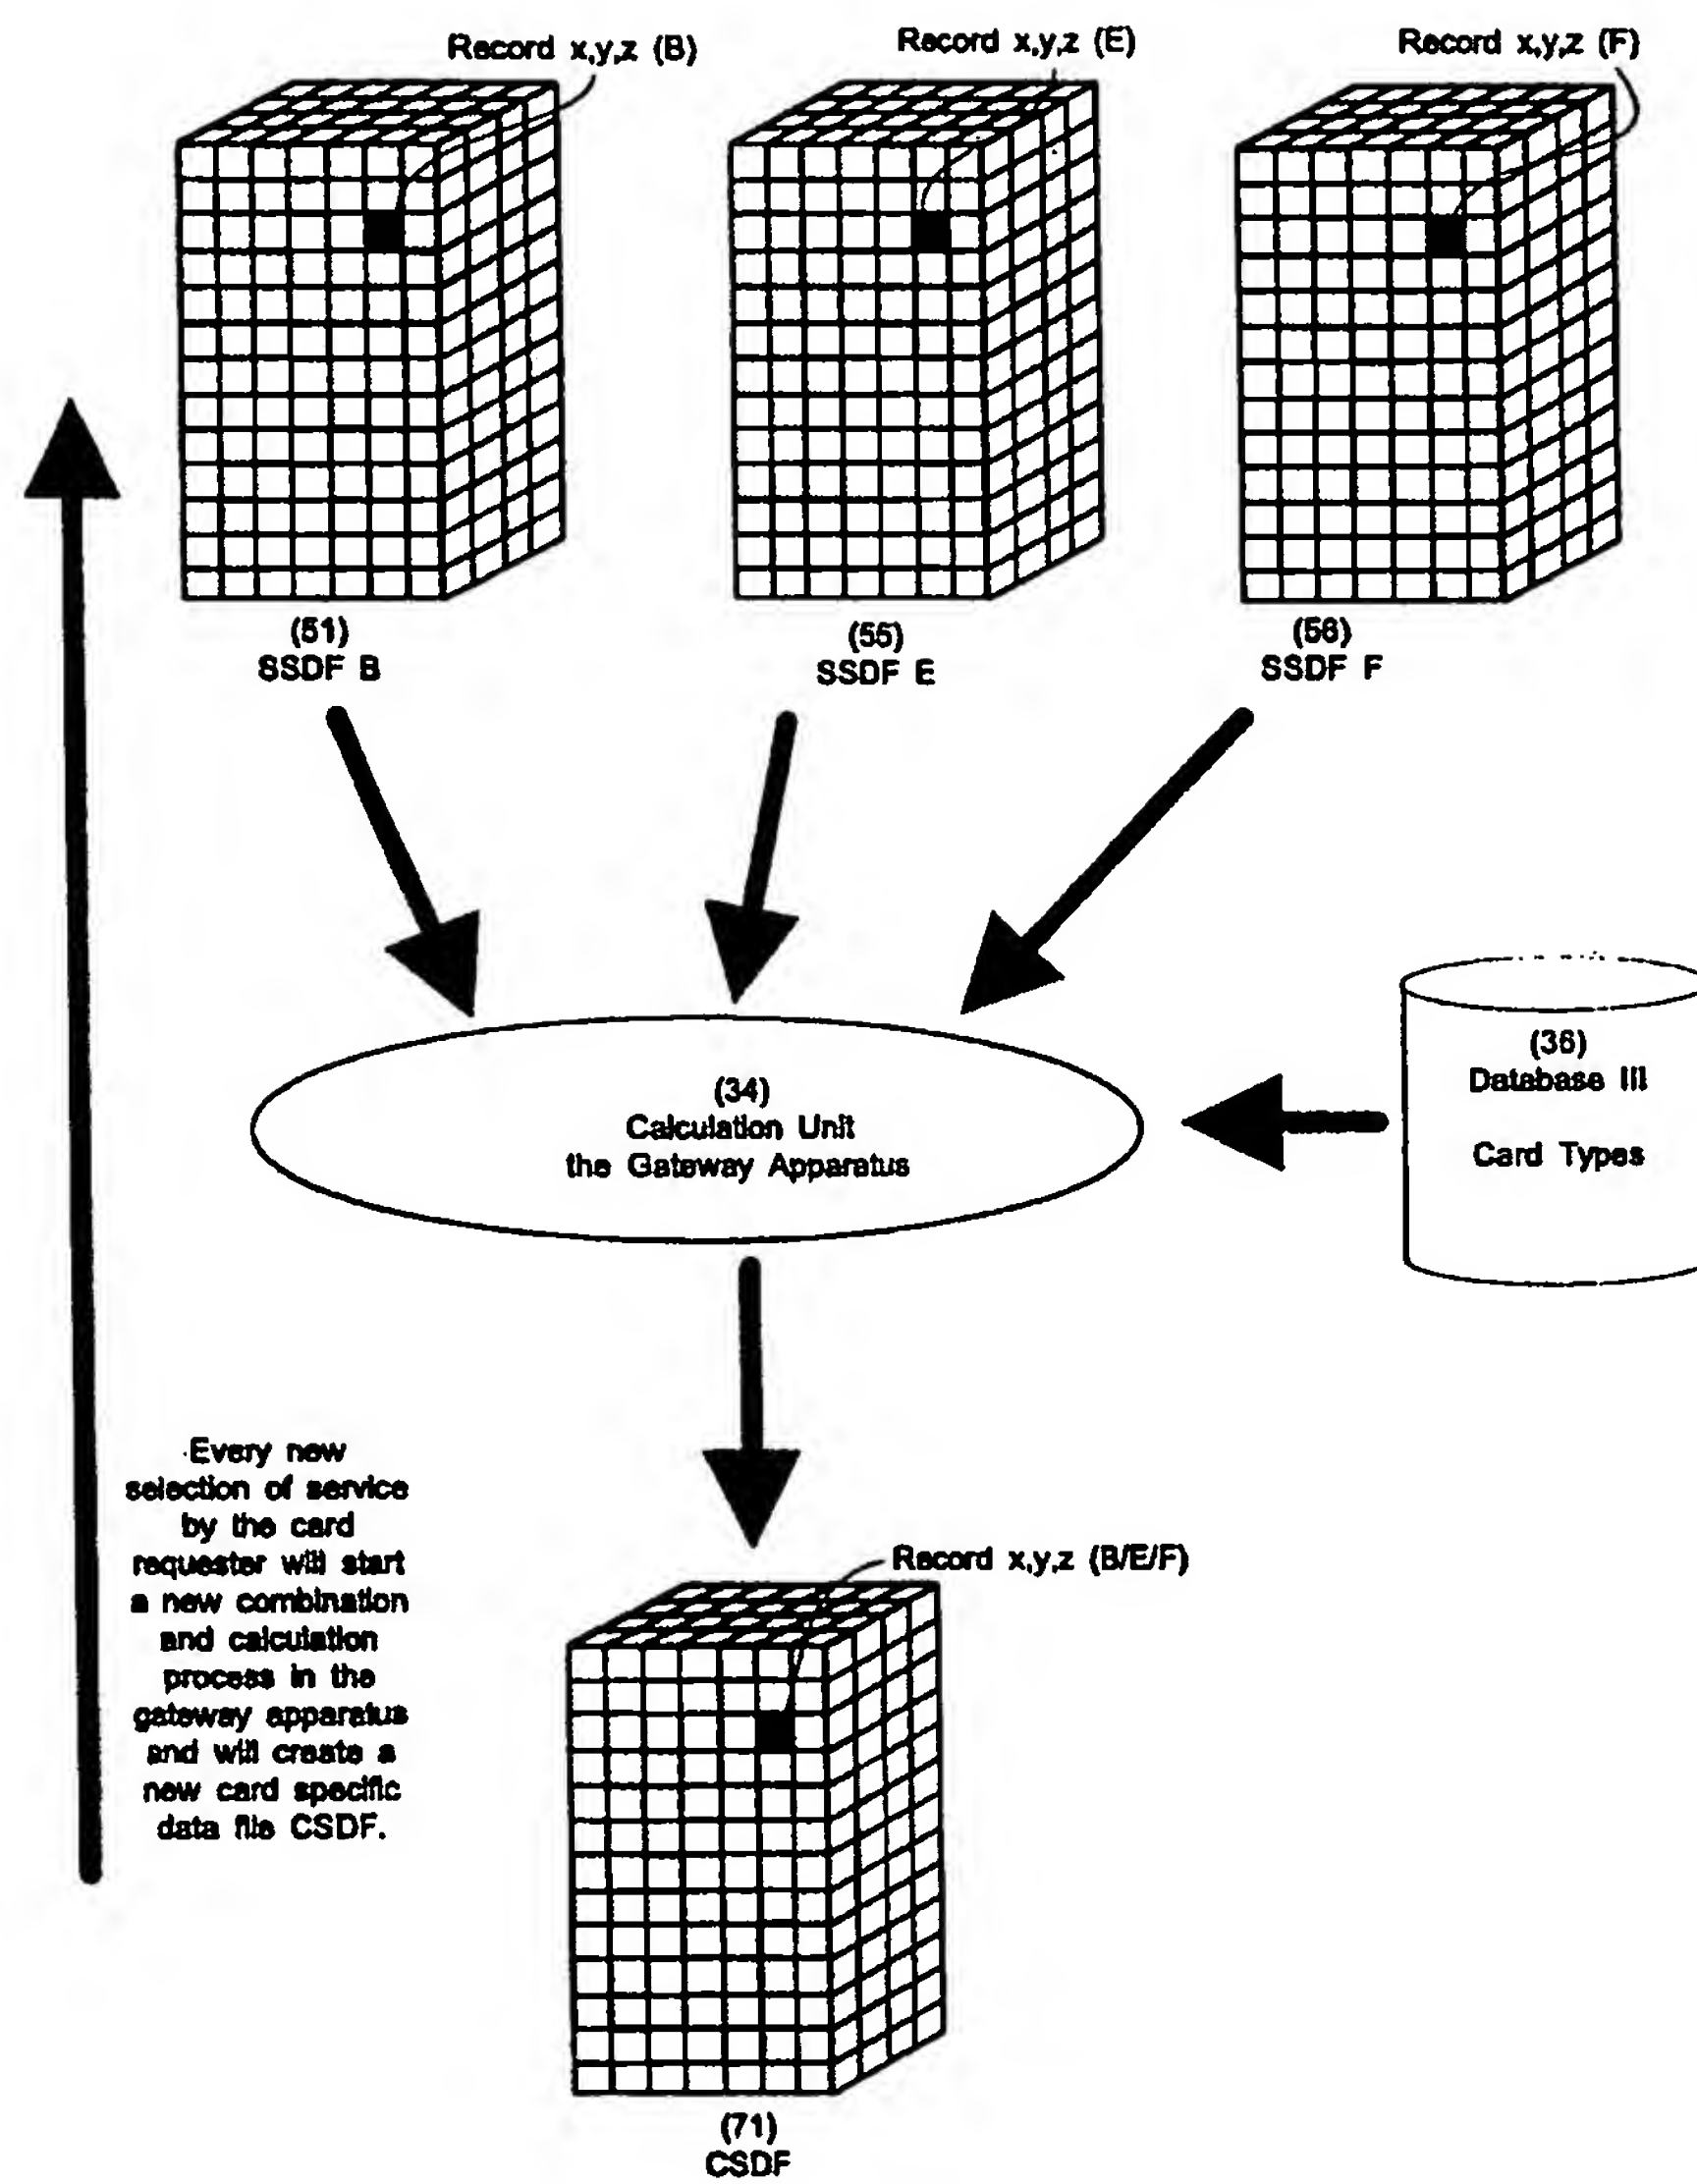 Record x,y,z (B)
Record x,y,z (E)
Record x,y,z (F)
(51)
SSDF B
(55)
SSDF E
(56)
SSDF F
(34)
Calculation Unit
the Gateway Apparatus
(36)
Database III
Card Types
Every new
selection of service
by the card
requester will start
a new combination
and calculation
process in the
gateway apparatus
and will create a
new card specific
data file CSDF.
Record x,y,z (B/E/F)
(71)
CSDF